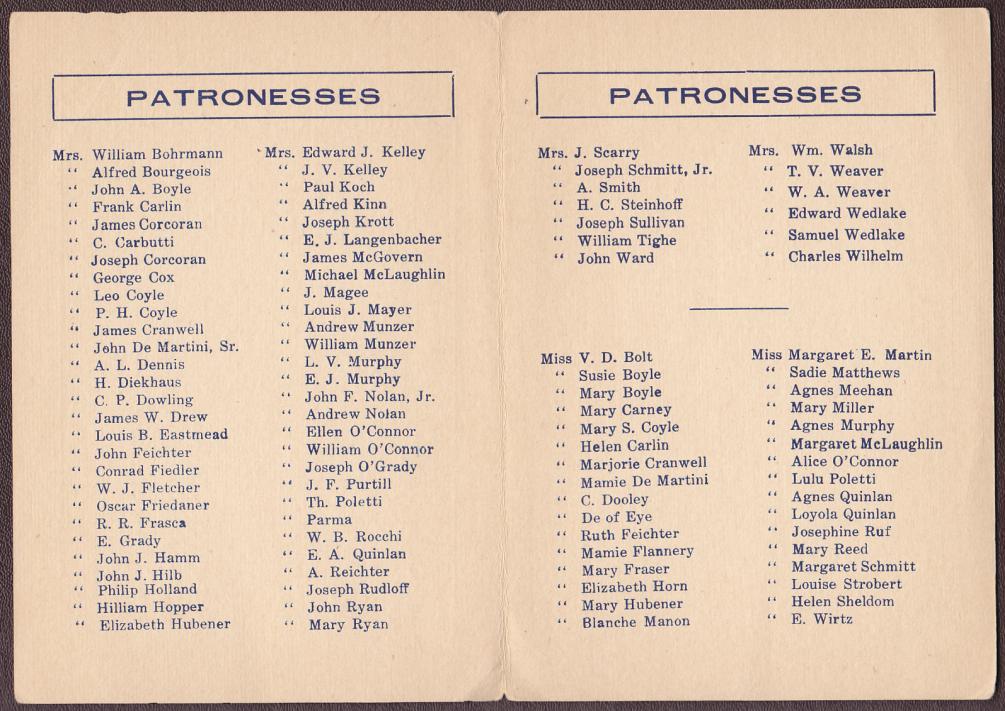 PATRONESSES
Mrs. William Bohrmann
" Alfred Bourgeois
" John A. Boyle
" Frank Carlin
" James Corcoran
" C. Carbutti
" Joseph Corcoran
" George Cox
" Leo Coyle
" P. H. Coyle
" James Cranwell
" John De Martini, Sr.
" A. L. Dennis
" H. Diekhaus
" C. P. Dowling
" James W. Drew
" Louis B. Eastmead
" John Feichter
" Conrad Fiedler
" W. J. Fletcher
" Oscar Friedaner
" R. R. Frasca
" E. Grady
" John J. Hamm
" John J. Hilb
" Philip Holland
" Hilliam Hopper
" Elizabeth Hubener
Mrs. Edward J. Kelley
" J. V. Kelley
" Paul Koch
" Alfred Kinn
" Joseph Krott
" E. J. Langenbacher
" James McGovern
" Michael McLaughlin
" J. Magee
" Louis J. Mayer
" Andrew Munzer
" William Munzer
" L. V. Murphy
" E. J. Murphy
" John F. Nolan, Jr.
" Andrew Nolan
" Ellen O'Connor
" William O'Connor
" Joseph O'Grady
" J. F. Purtill
" Th. Poletti
" Parma
" W. B. Rocchi
" E. A. Quinlan
" A. Reichter
" Joseph Rudloff
" John Ryan
" Mary Ryan
PATRONESSES
Mrs. J. Scarry
" Joseph Schmitt, Jr.
" A. Smith
" H. C. Steinhoff
" Joseph Sullivan
" William Tighe
" John Ward
Mrs. Wm. Walsh
" T. V. Weaver
" W. A. Weaver
" Edward Wedlake
" Samuel Wedlake
" Charles Wilhelm
Miss V. D. Bolt
" Susie Boyle
" Mary Boyle
" Mary Carney
" Mary S. Coyle
" Helen Carlin
" Marjorie Cranwell
" Mamie De Martini
" C. Dooley
" De of Eye
" Ruth Feichter
" Mamie Flannery
" Mary Fraser
" Elizabeth Horn
" Mary Hubener
" Blanche Manon
Miss Margaret E. Martin
" Sadie Matthews
" Agnes Meehan
" Mary Miller
" Agnes Murphy
" Margaret McLaughlin
" Alice O'Connor
" Lulu Poletti
" Agnes Quinlan
" Loyola Quinlan
" Josephine Ruf
" Mary Reed
" Margaret Schmitt
" Louise Strobert
" Helen Sheldom
" E. Wirtz